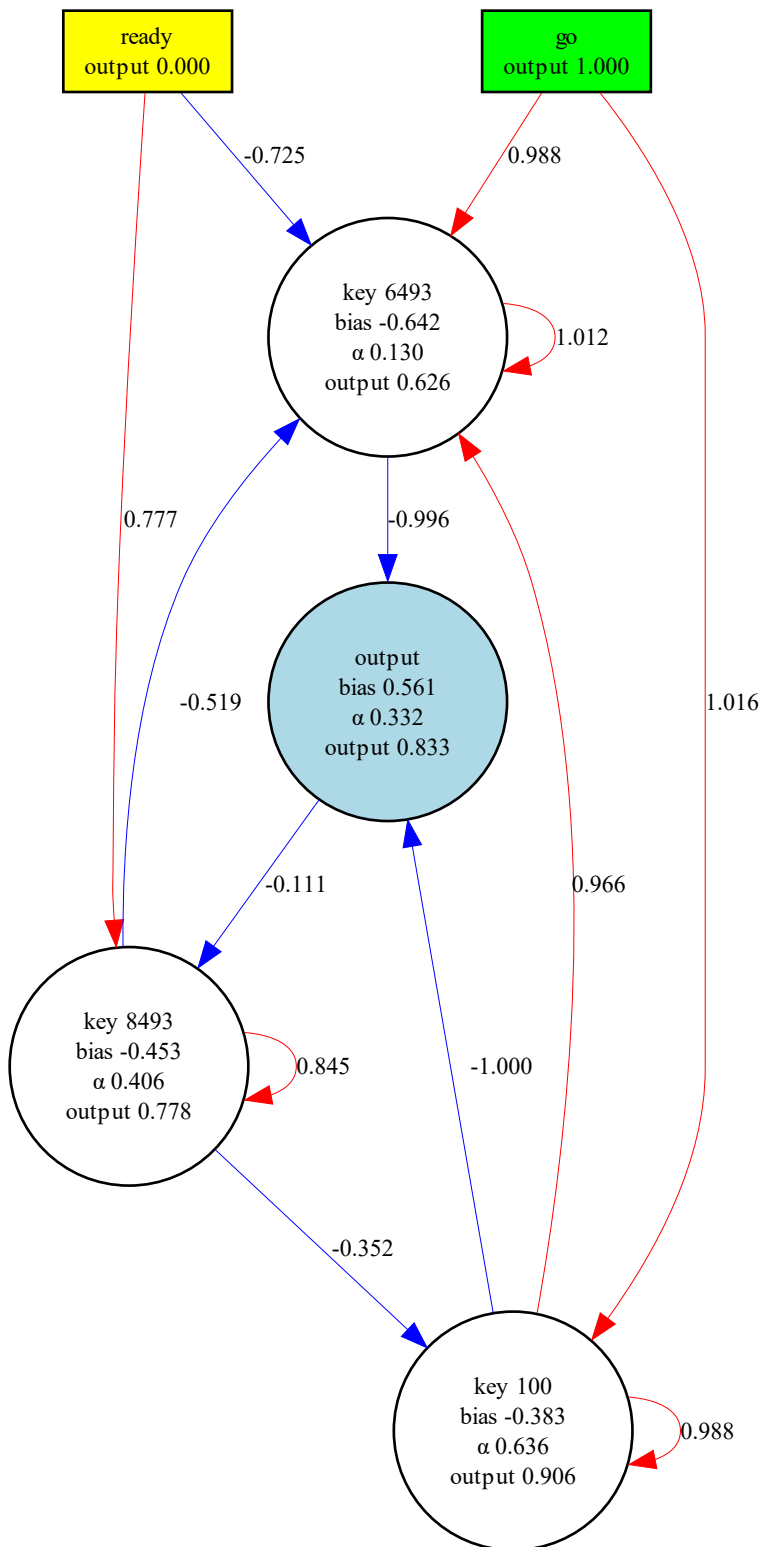 ready
output 0.000
go
output 1.000
-0.725
0.988
key 6493
bias -0.642
α 0.130
output 0.626
1.012
0.777
-0.996
-0.519
output
bias 0.561
α 0.332
output 0.833
1.016
-0.111
0.966
key 8493
bias -0.453
α 0.406
output 0.778
0.845
-1.000
-0.352
key 100
bias -0.383
α 0.636
output 0.906
0.988